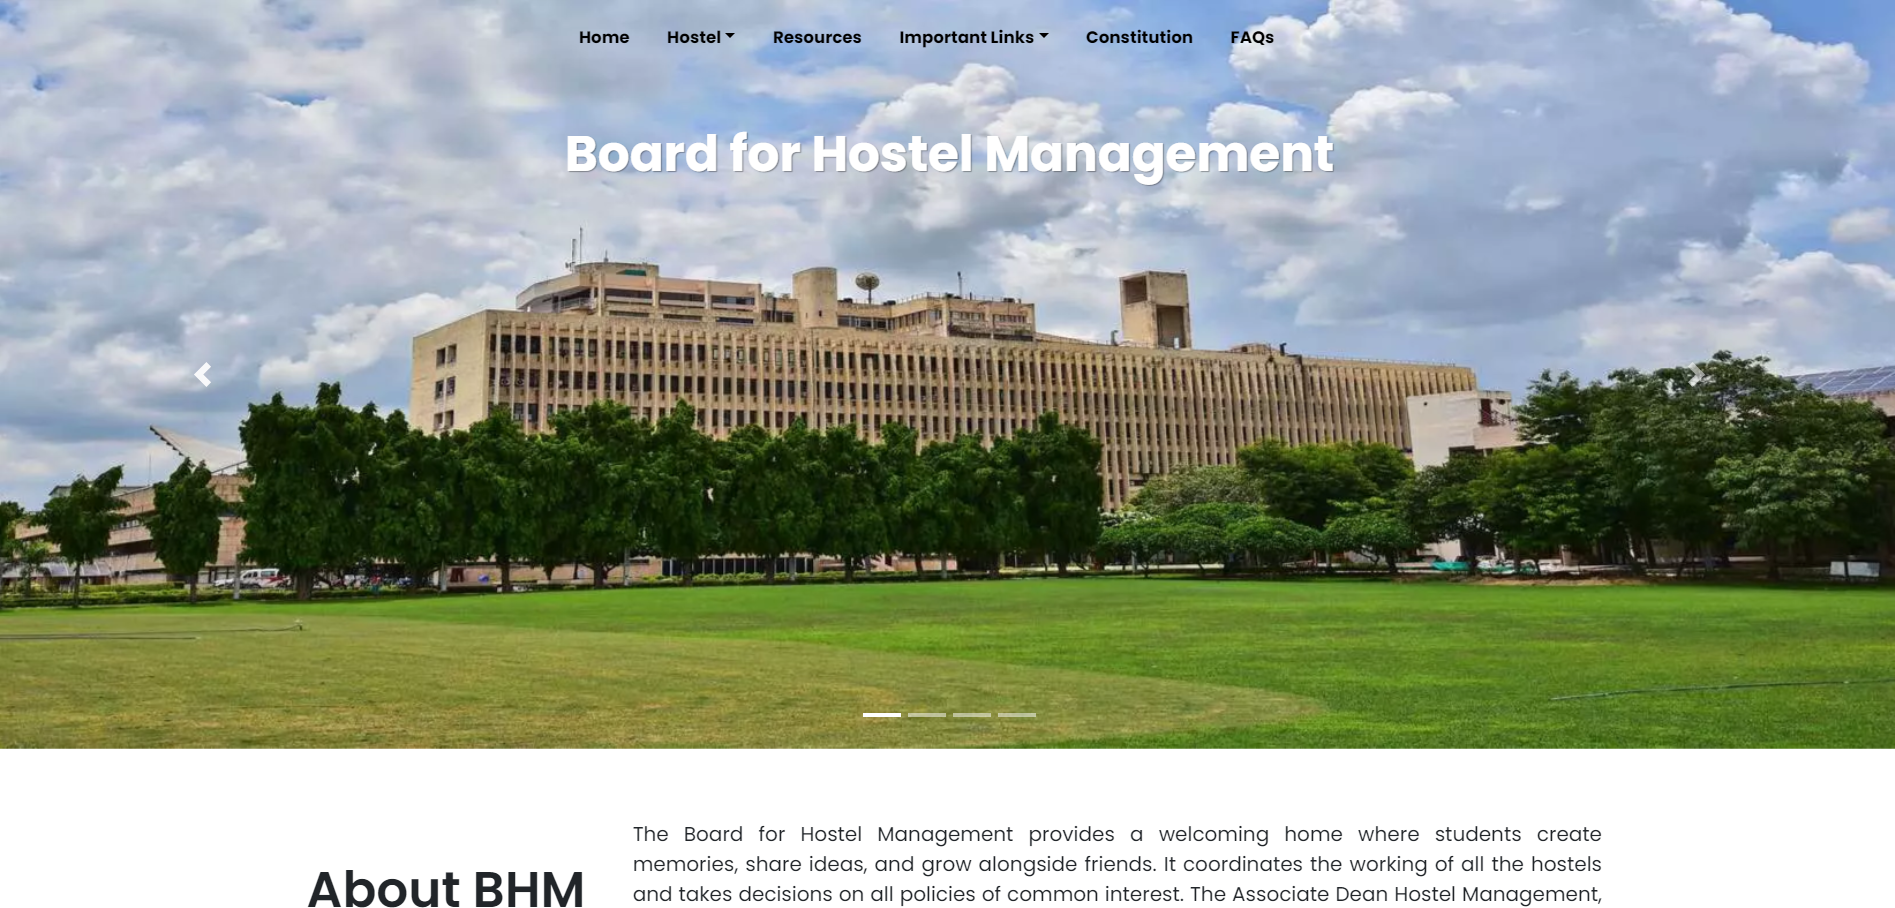 Home Hostel Resources Important Links Constitution FAQs
Board for Hostel Management
About BHM
The Board for Hostel Management provides a welcoming home where students create
memories, share ideas, and grow alongside friends. It coordinates the working of all the hostels
and takes decisions on all policies of common interest. The Associate Dean Hostel Management,